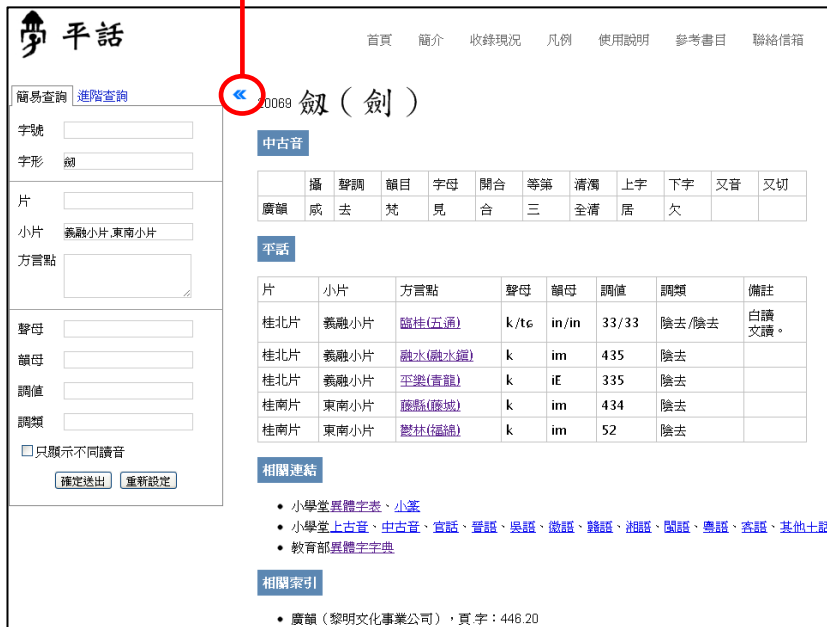 學 平話
首頁 簡介 收錄現況 凡例 使用說明 參考書目 聯絡信箱
簡易查詢 進階查詢
字號
字形 劒
片
小片 義融小片,東南小片
方言點
聲母
韻母
調值
調類
只顯示不同讀音
確定送出 重新設定
«
20069 劒(劍)
中古音
攝 聲調 韻目 字母 開合 等第 清濁 上字 下字 又音 又切
廣韻 咸 去 梵 見 合 三 全清 居 欠
平話
片 小片 方言點 聲母 韻母 調值 調類 備註
桂北片 義融小片 臨桂(五通) k/tɕ in/in 33/33 陰去/陰去 白讀
文讀。
桂北片 義融小片 融水(融水鎮) k im 435 陰去
桂北片 義融小片 平樂(青龍) k iE 335 陰去
桂南片 東南小片 藤縣(藤城) k im 434 陰去
桂南片 東南小片 鬱林(福綿) k im 52 陰去
相關連結
• 小學堂異體字表、小篆
• 小學堂上古音、中古音、官話、晉語、吳語、徽語、贛語、湘語、閩語、粵語、客語、其他土話
• 教育部異體字字典
相關索引
• 廣韻(黎明文化事業公司),頁.字:446.20